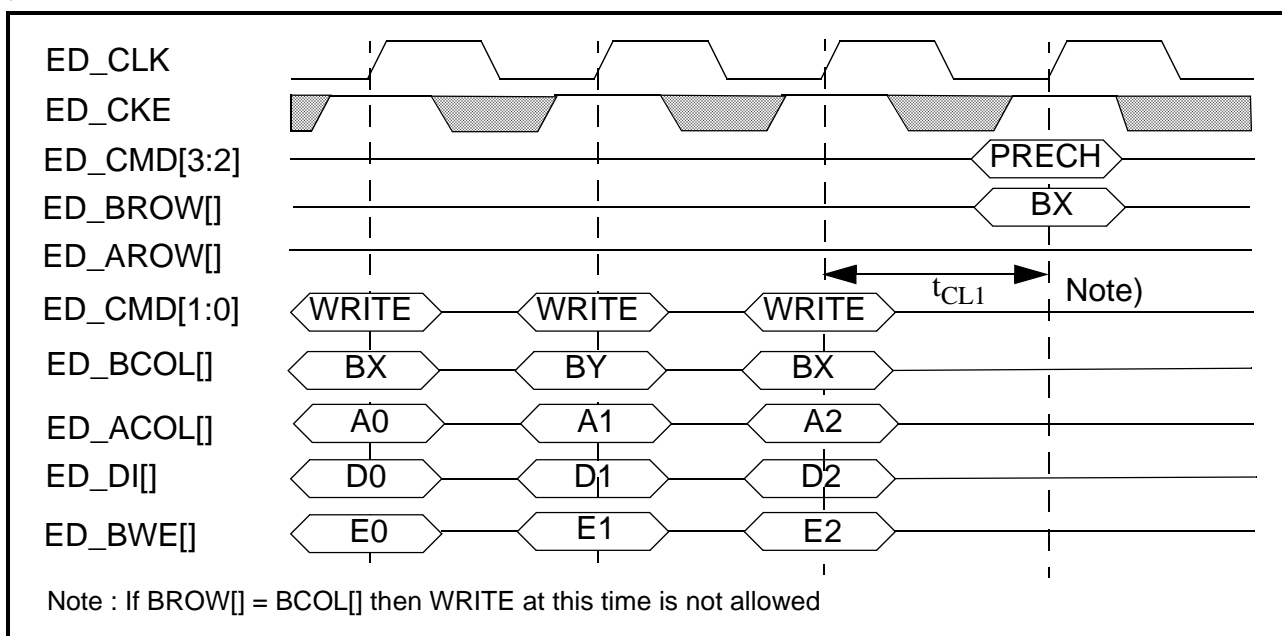 ED_CLK
ED_CKE
ED_CMD[3:2] PRECH
ED_BROW[] BX
ED_AROW[]
tCL1 Note)
ED_CMD[1:0] WRITE WRITE WRITE
ED_BCOL[] BX BY BX
ED_ACOL[] A0 A1 A2
ED_DI[] D0 D1 D2
ED_BWE[] E0 E1 E2
Note : If BROW[] = BCOL[] then WRITE at this time is not allowed